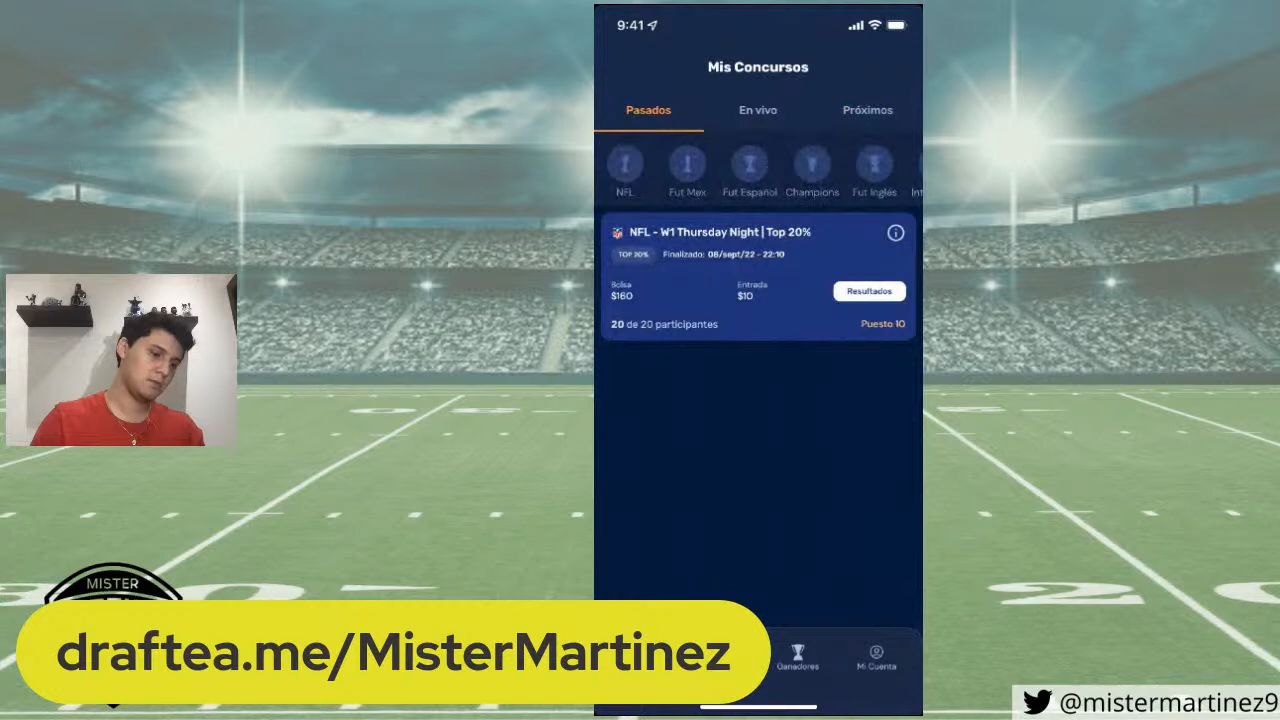 9:41
Mis Concursos
Pasados
En vivo
Próximos
NFL
Fut Mex
Fut Español
Champions
Fut Inglés
NFL - W1 Thursday Night | Top 20%
TOP 20%
Finalizado: 08/sept/22 - 22:10
Bolsa
$160
Entrada
$10
Resultados
20 de 20 participantes
Puesto 10
MISTER
draftea.me/MisterMartinez
Ganadores
Mi Cuenta
@mistermartinez9